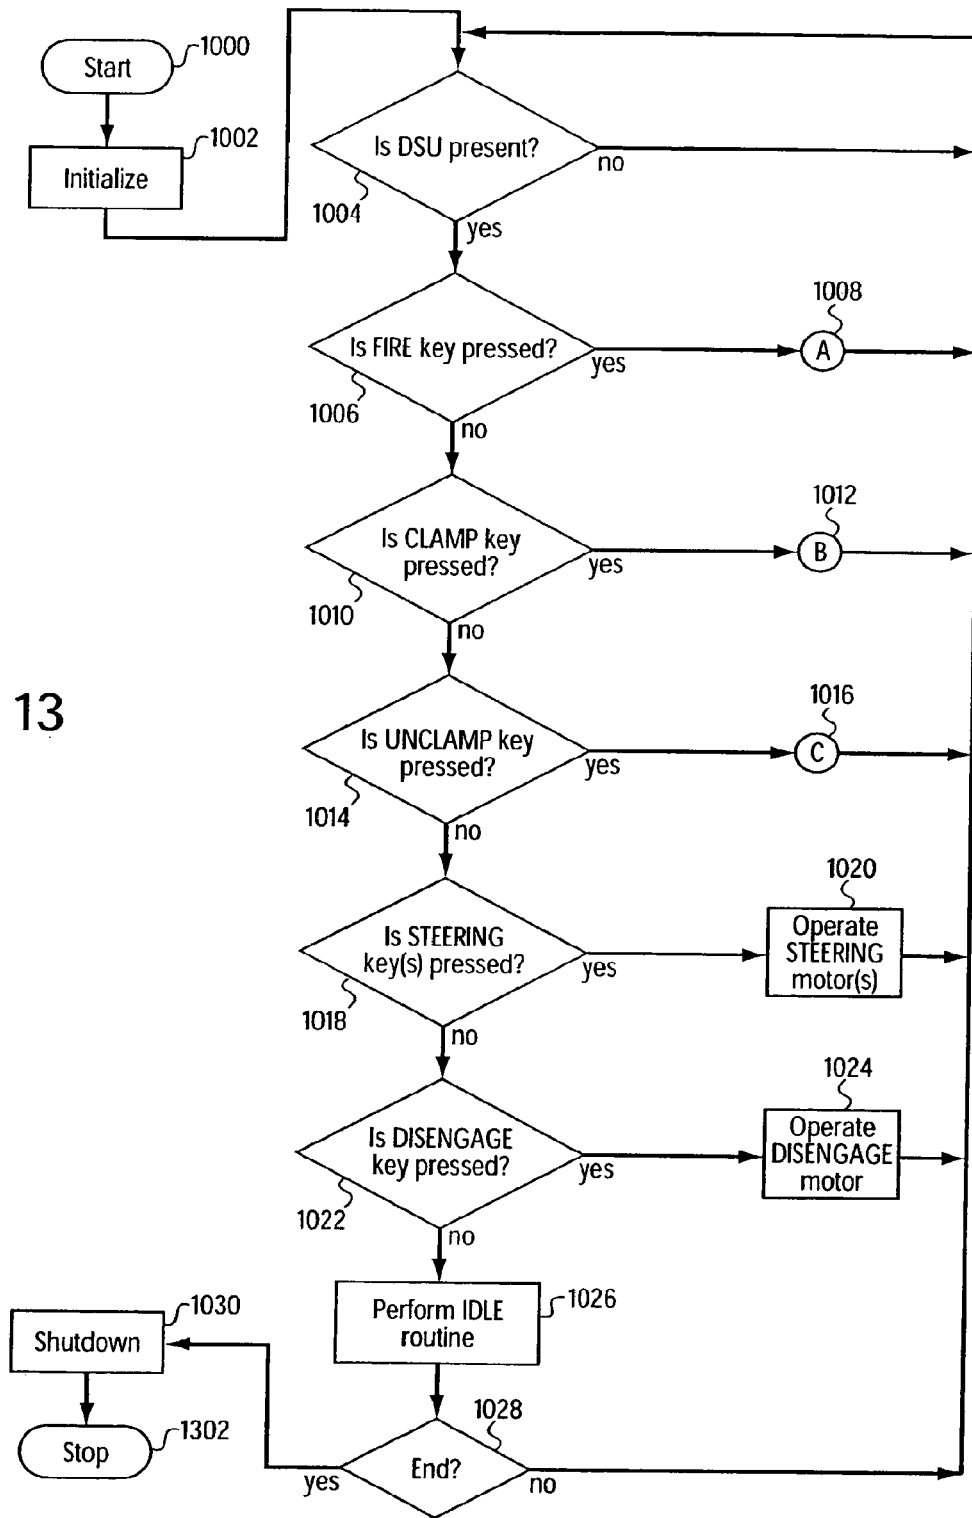 1000
Start
1002
Initialize
Is DSU present?
no
1004
yes
1008
Is FIRE key pressed?
yes
A
1006
no
1012
Is CLAMP key
pressed?
yes
B
1010
no
13
1016
Is UNCLAMP key
pressed?
yes
C
1014
no
1020
Is STEERING
key(s) pressed?
yes
Operate
STEERING
motor(s)
1018
no
1024
Is DISENGAGE
key pressed?
yes
Operate
DISENGAGE
motor
1022
no
Perform IDLE
routine
1026
1030
Shutdown
1028
End?
yes
no
1302
Stop